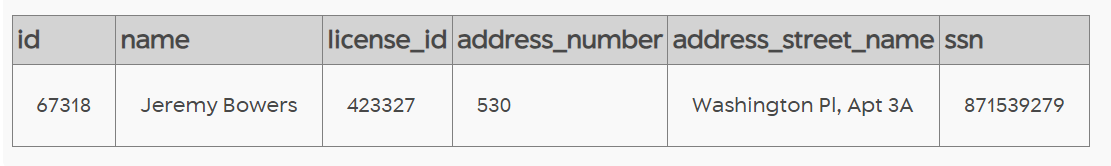 id name license_id address_number address_street_name ssn
67318 Jeremy Bowers 423327 530 Washington Pl, Apt 3A 871539279